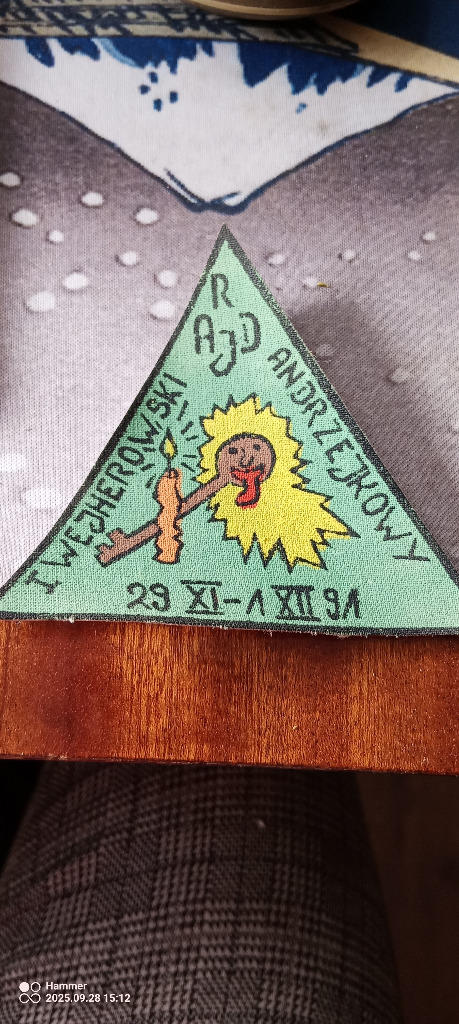 RAJD
I WEJHEROWSKI
ANDRZEJKOWY
29 XI-1 XII 91
Hammer
2025.09.28 15:12